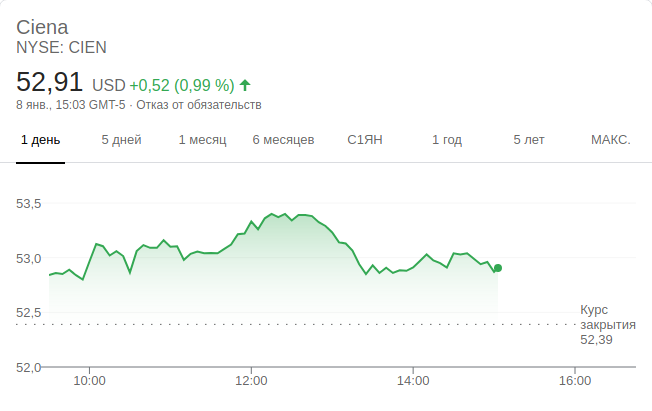 Ciena
NYSE: CIEN
52,91 USD +0,52 (0,99 %)
8 янв., 15:03 GMT-5 · Отказ от обязательств
1 день 5 дней 1 месяц 6 месяцев С1ЯН 1 год 5 лет МАКС.
53,5
53,0
52,5
Курс
закрытия
52,39
52,0
10:00 12:00 14:00 16:00